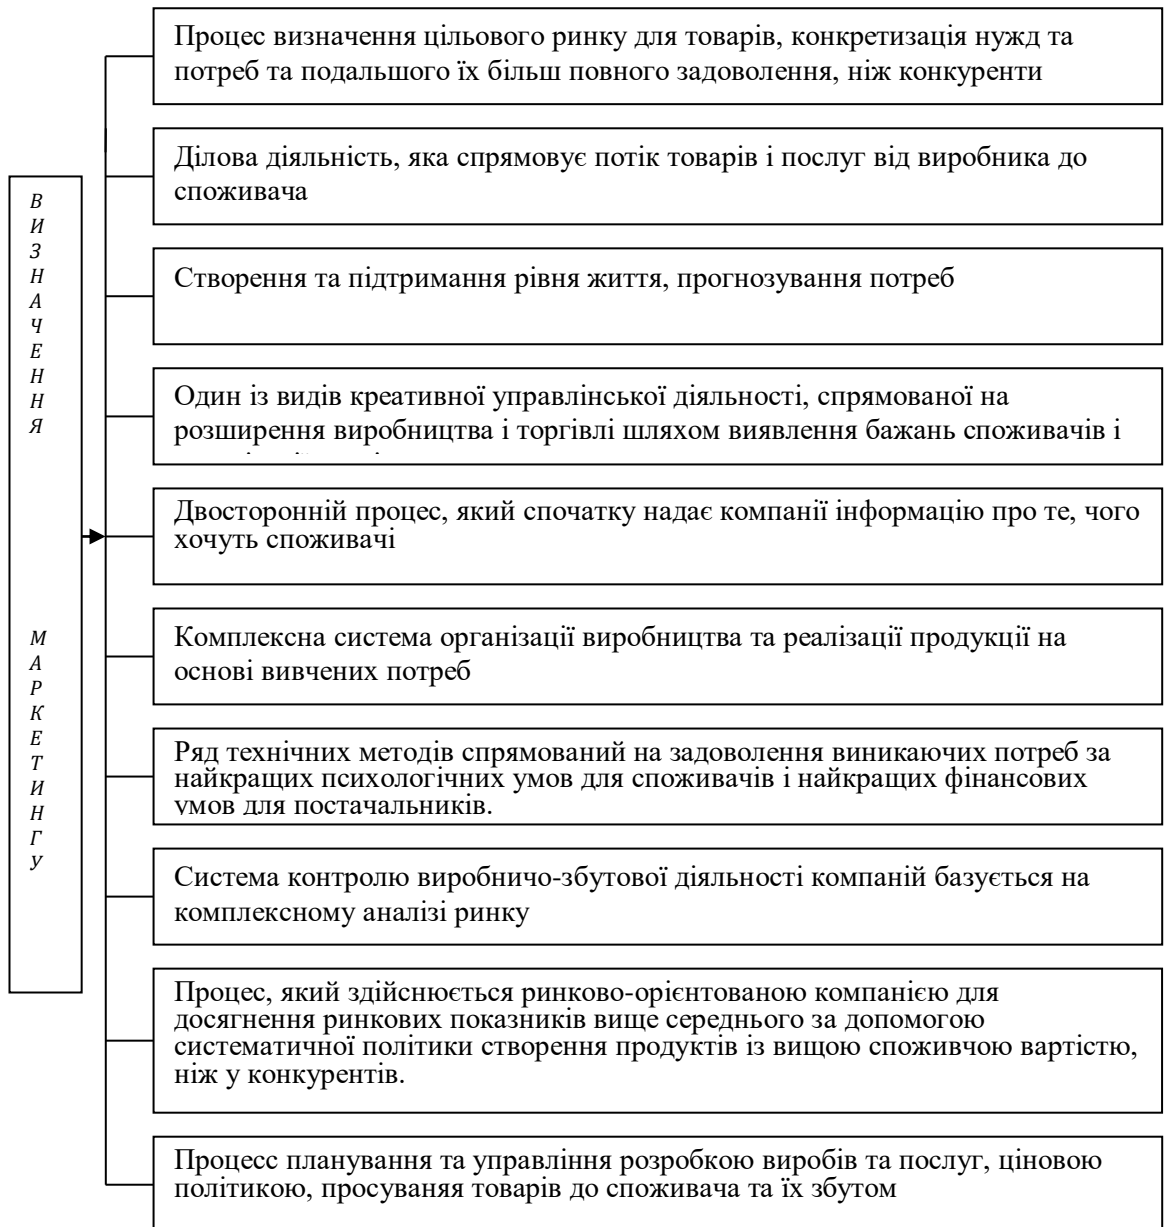 ВИЗНАЧЕННЯ МАРКЕТИНГУ
Процес визначення цільового ринку для товарів, конкретизація нужд та
потреб та подальшого їх більш повного задоволення, ніж конкуренти
Ділова діяльність, яка спрямовує потік товарів і послуг від виробника до
споживача
Створення та підтримання рівня життя, прогнозування потреб
Один із видів креативної управлінської діяльності, спрямованої на
розширення виробництва і торгівлі шляхом виявлення бажань споживачів і
Двосторонній процес, який спочатку надає компанії інформацію про те, чого
хочуть споживачі
Комплексна система організації виробництва та реалізації продукції на
основі вивчених потреб
Ряд технічних методів спрямований на задоволення виникаючих потреб за
найкращих психологічних умов для споживачів і найкращих фінансових
умов для постачальників.
Система контролю виробничо-збутової діяльності компаній базується на
комплексному аналізі ринку
Процес, який здійснюється ринково-орієнтованою компанією для
досягнення ринкових показників вище середнього за допомогою
систематичної політики створення продуктів із вищою споживчою вартістю,
ніж у конкурентів.
Процесс планування та управління розробкою виробів та послуг, ціновою
політикою, просуваняя товарів до споживача та їх збутом